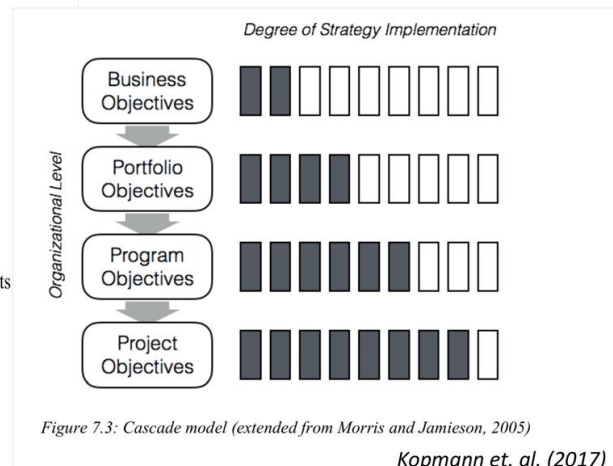 Degree of Strategy Implementation
Organizational Level
Business
Objectives
Portfolio
Objectives
Program
Objectives
Project
Objectives
ts
Figure 7.3: Cascade model (extended from Morris and Jamieson, 2005)
Kopmann et. al. (2017)